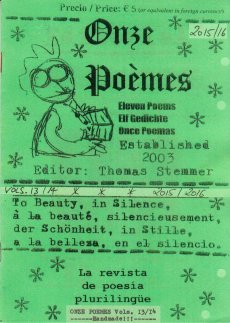 Precio / Price: € 5 (or equivalent in foreign currency)
2015/16
Onze
Poèmes
Eleven Poems
Elf Gedichte
Once Poemas
Established
2003
Editor: Thomas Stemmer
VOLS. 13/14 * * * 2015/2016
To Beauty, in Silence,
à la beauté, silencieusement,
der Schönheit, in Stille,
a la belleza, en el silencio.
La revista
de poesía
plurilingüe
ONZE POEMES Vols. 13/14
-----Handmade!!!-----